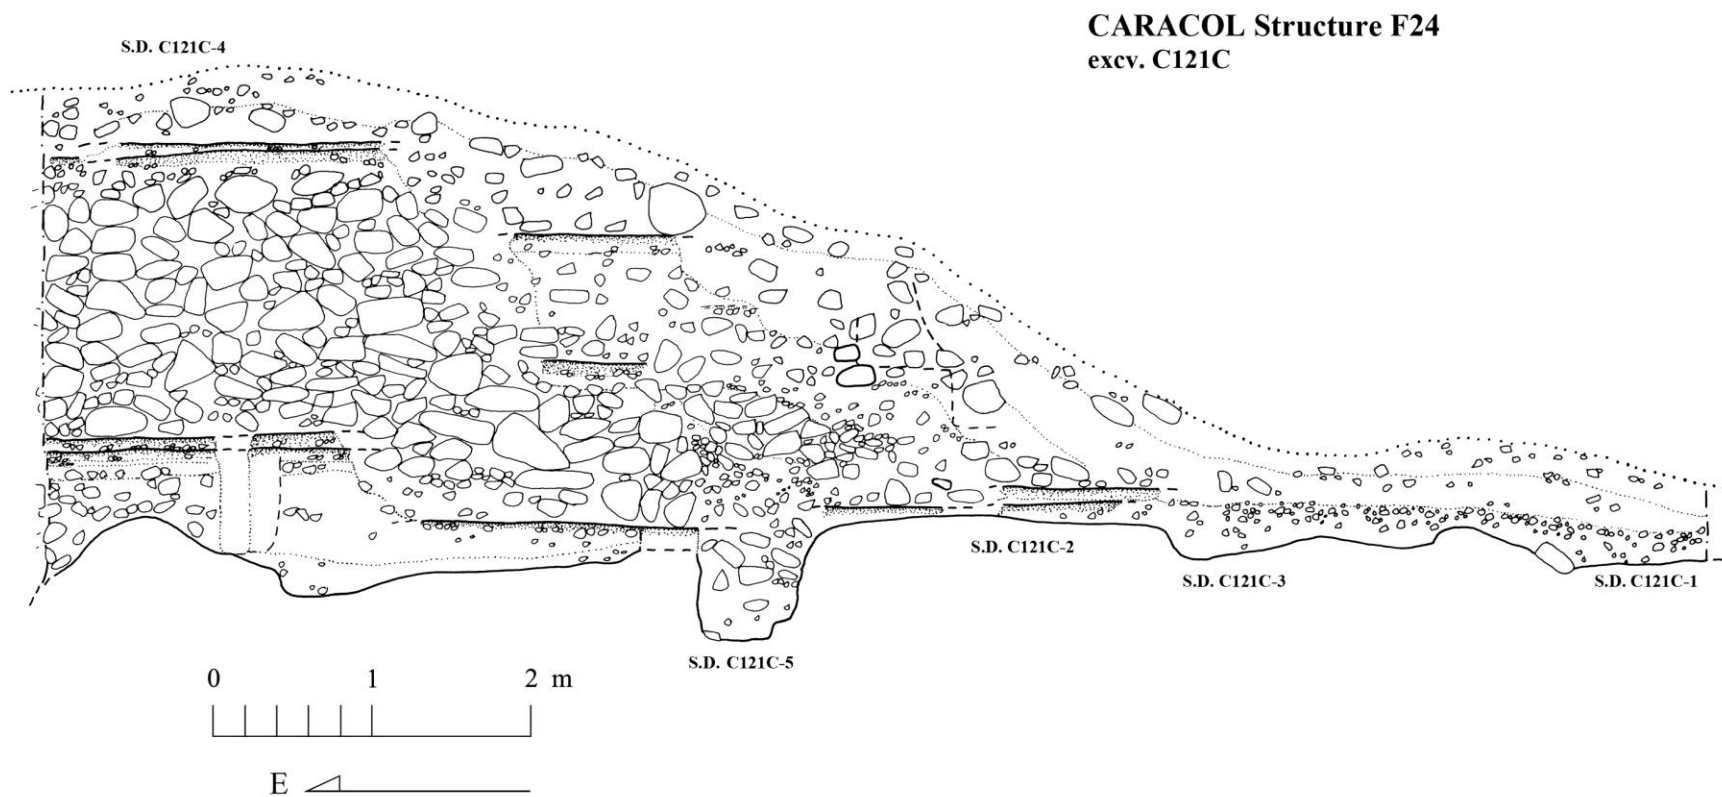 CARACOL Structure F24
excv. C121C
S.D. C121C-4
S.D. C121C-2
S.D. C121C-3
S.D. C121C-1
S.D. C121C-5
0 1 2 m
E